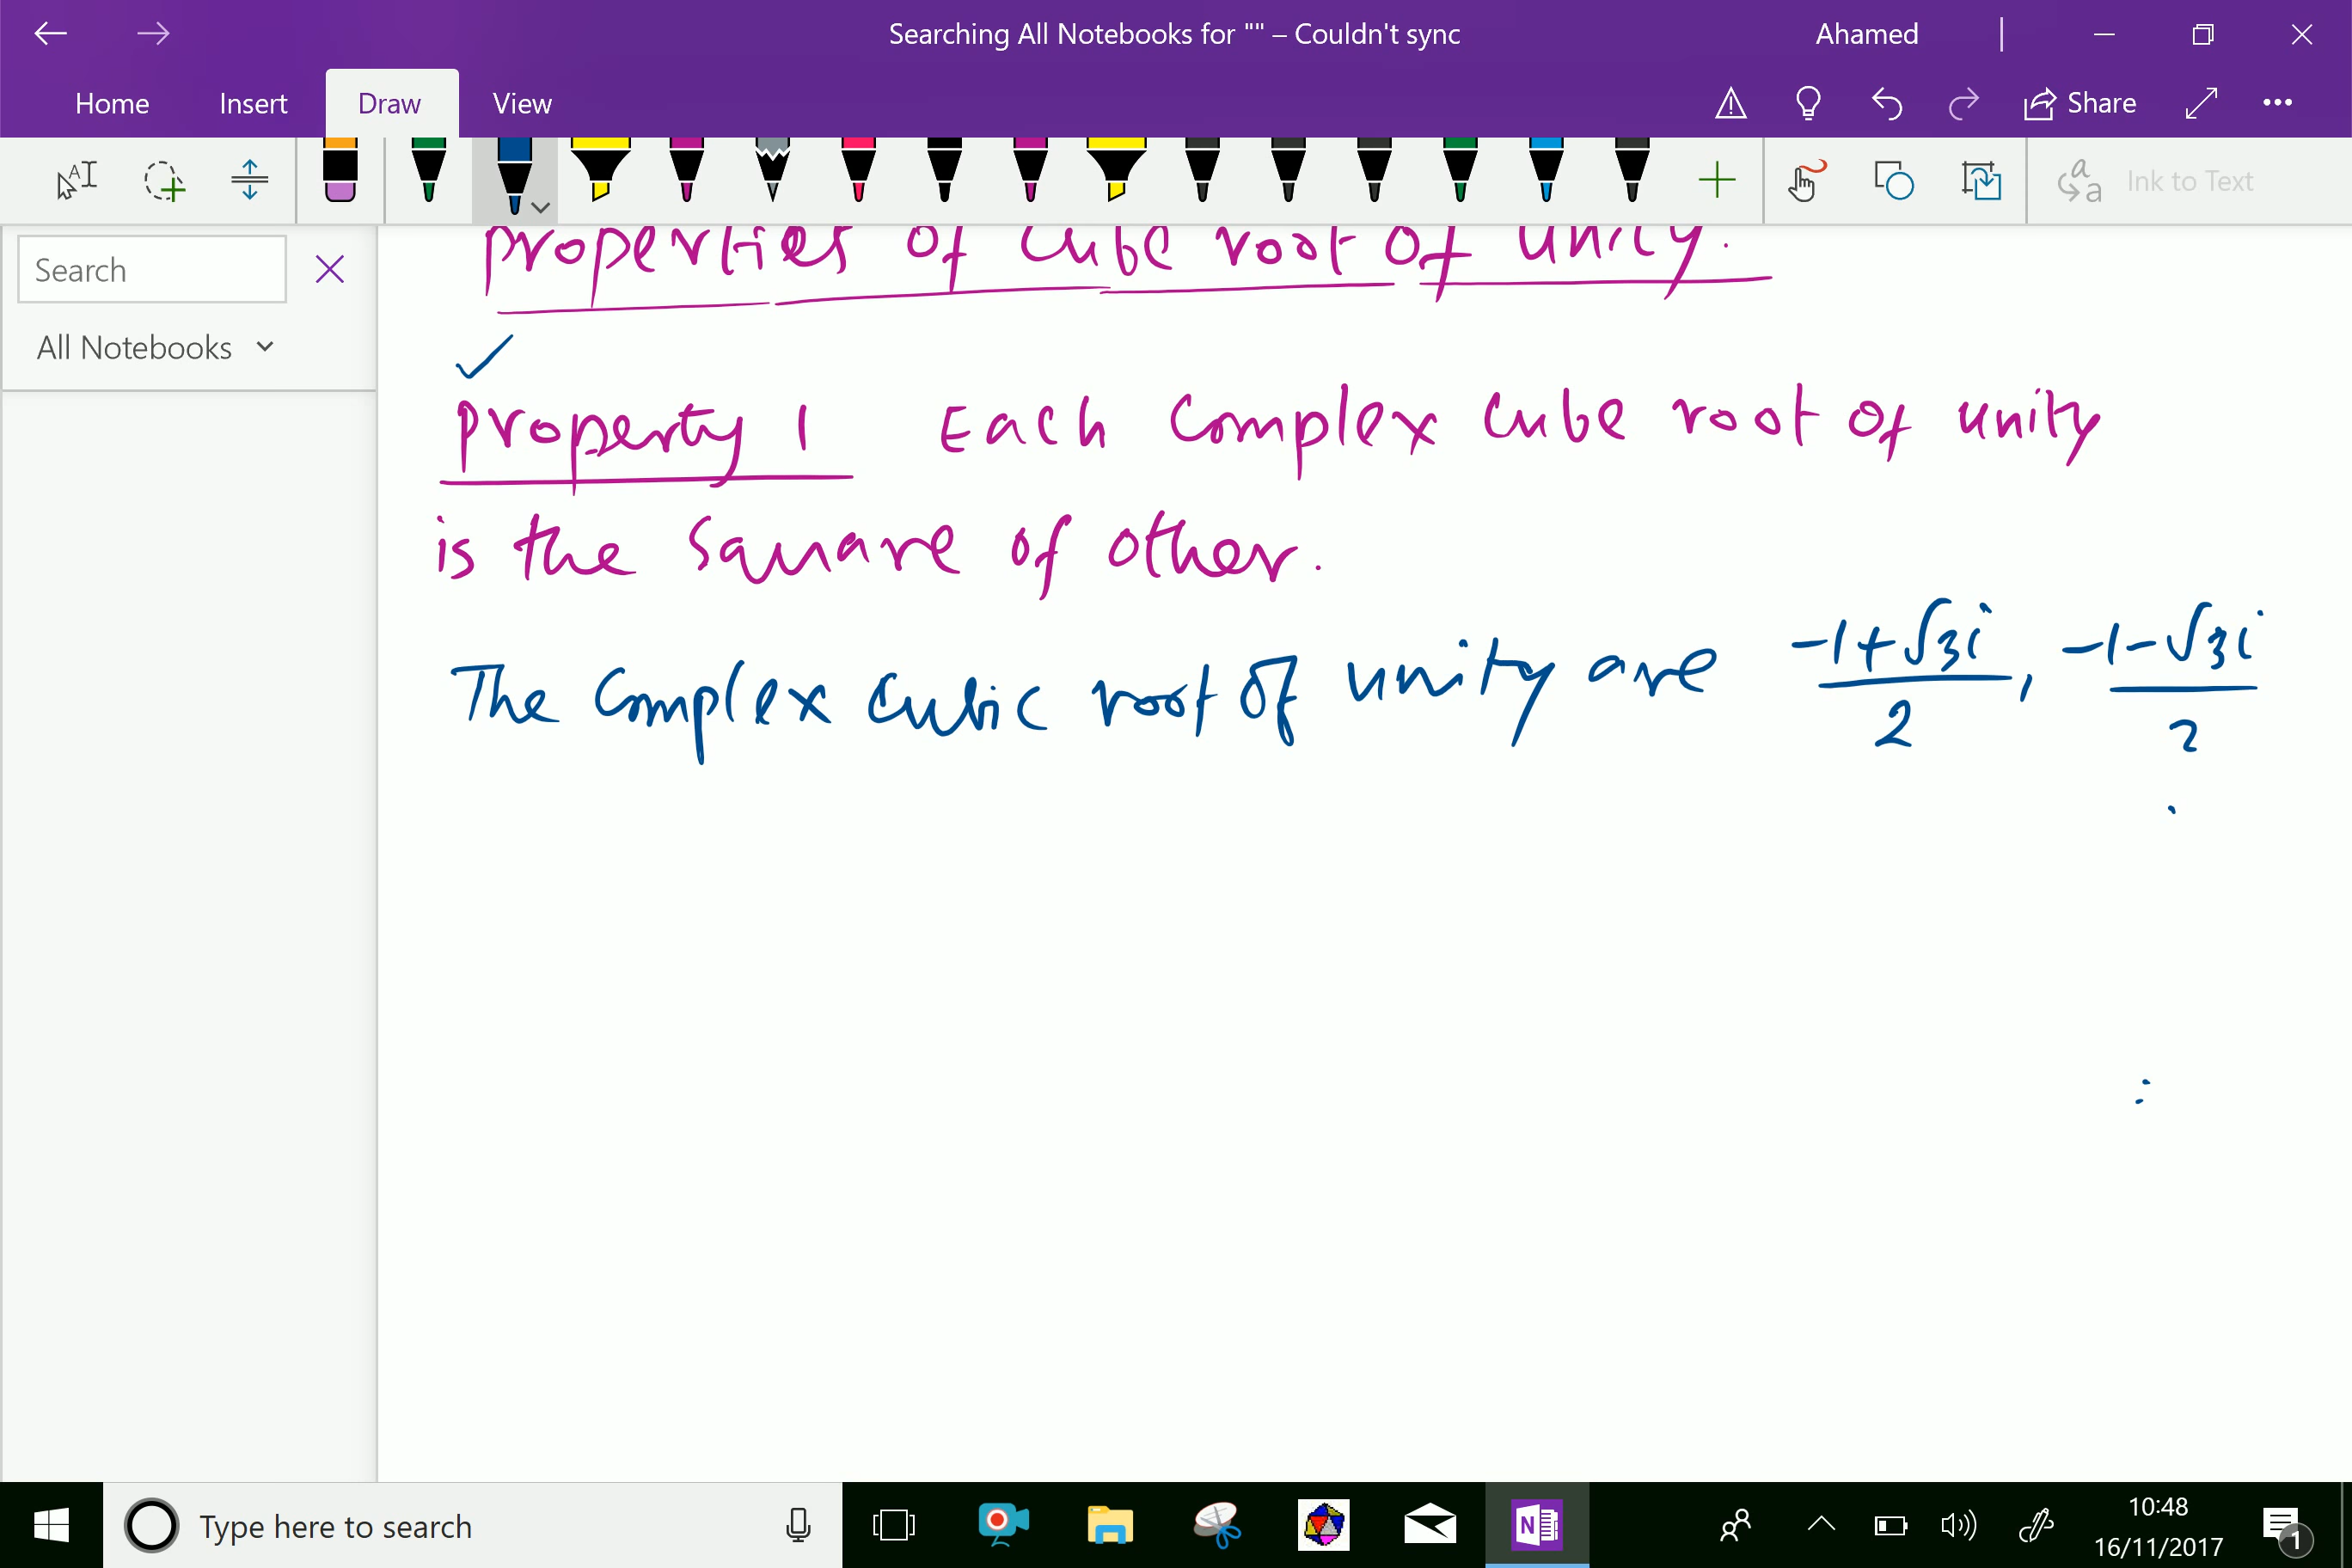 Searching All Notebooks for "" – Couldn't sync
Ahamed
Home Insert Draw View
Share
Ink to Text
Search
All Notebooks
Properties of cube root of unity.
Property 1 Each complex cube root of unity
is the square of other.
The complex cubic root of unity are (-1+√3i)/2, (-1-√3i)/2
Type here to search
10:48
16/11/2017
1